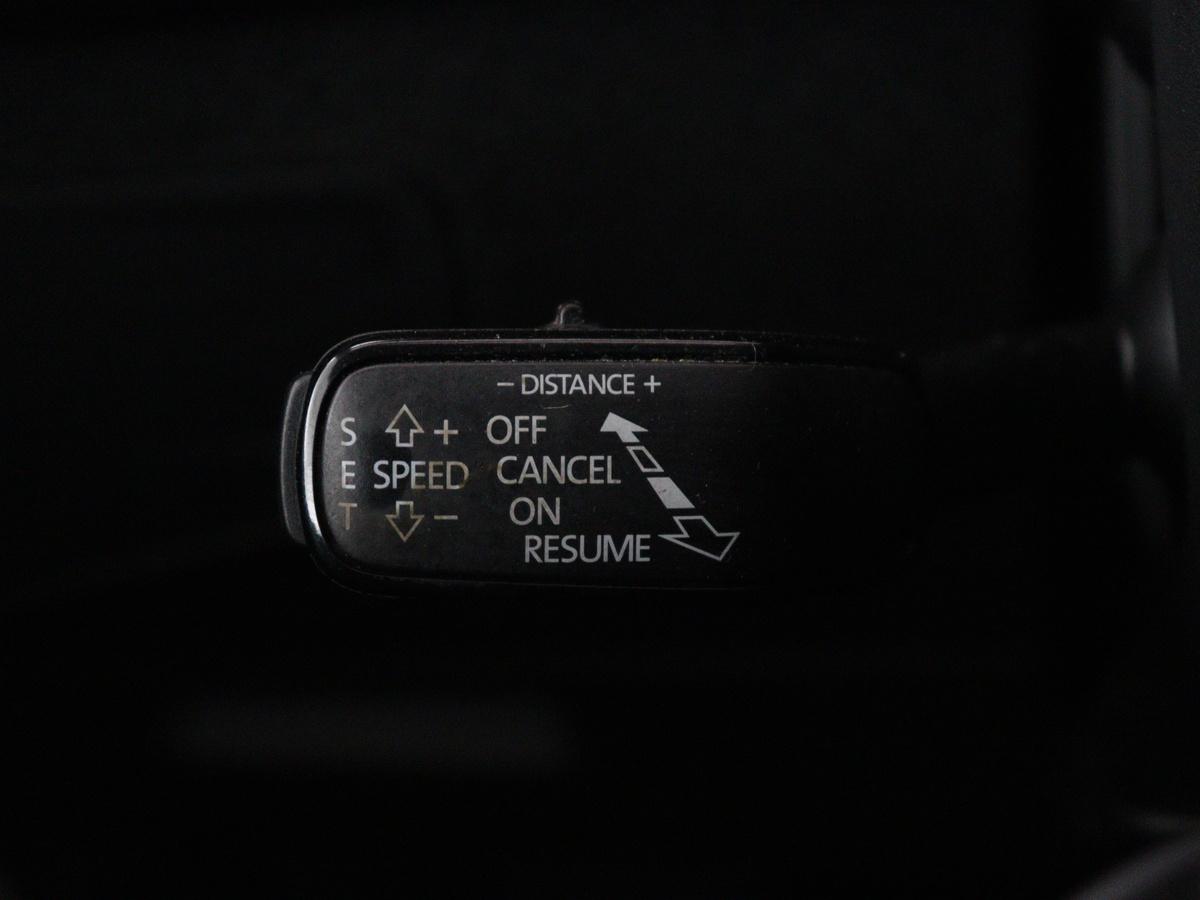 − DISTANCE +
S + OFF
E SPEED CANCEL
T − ON
RESUME